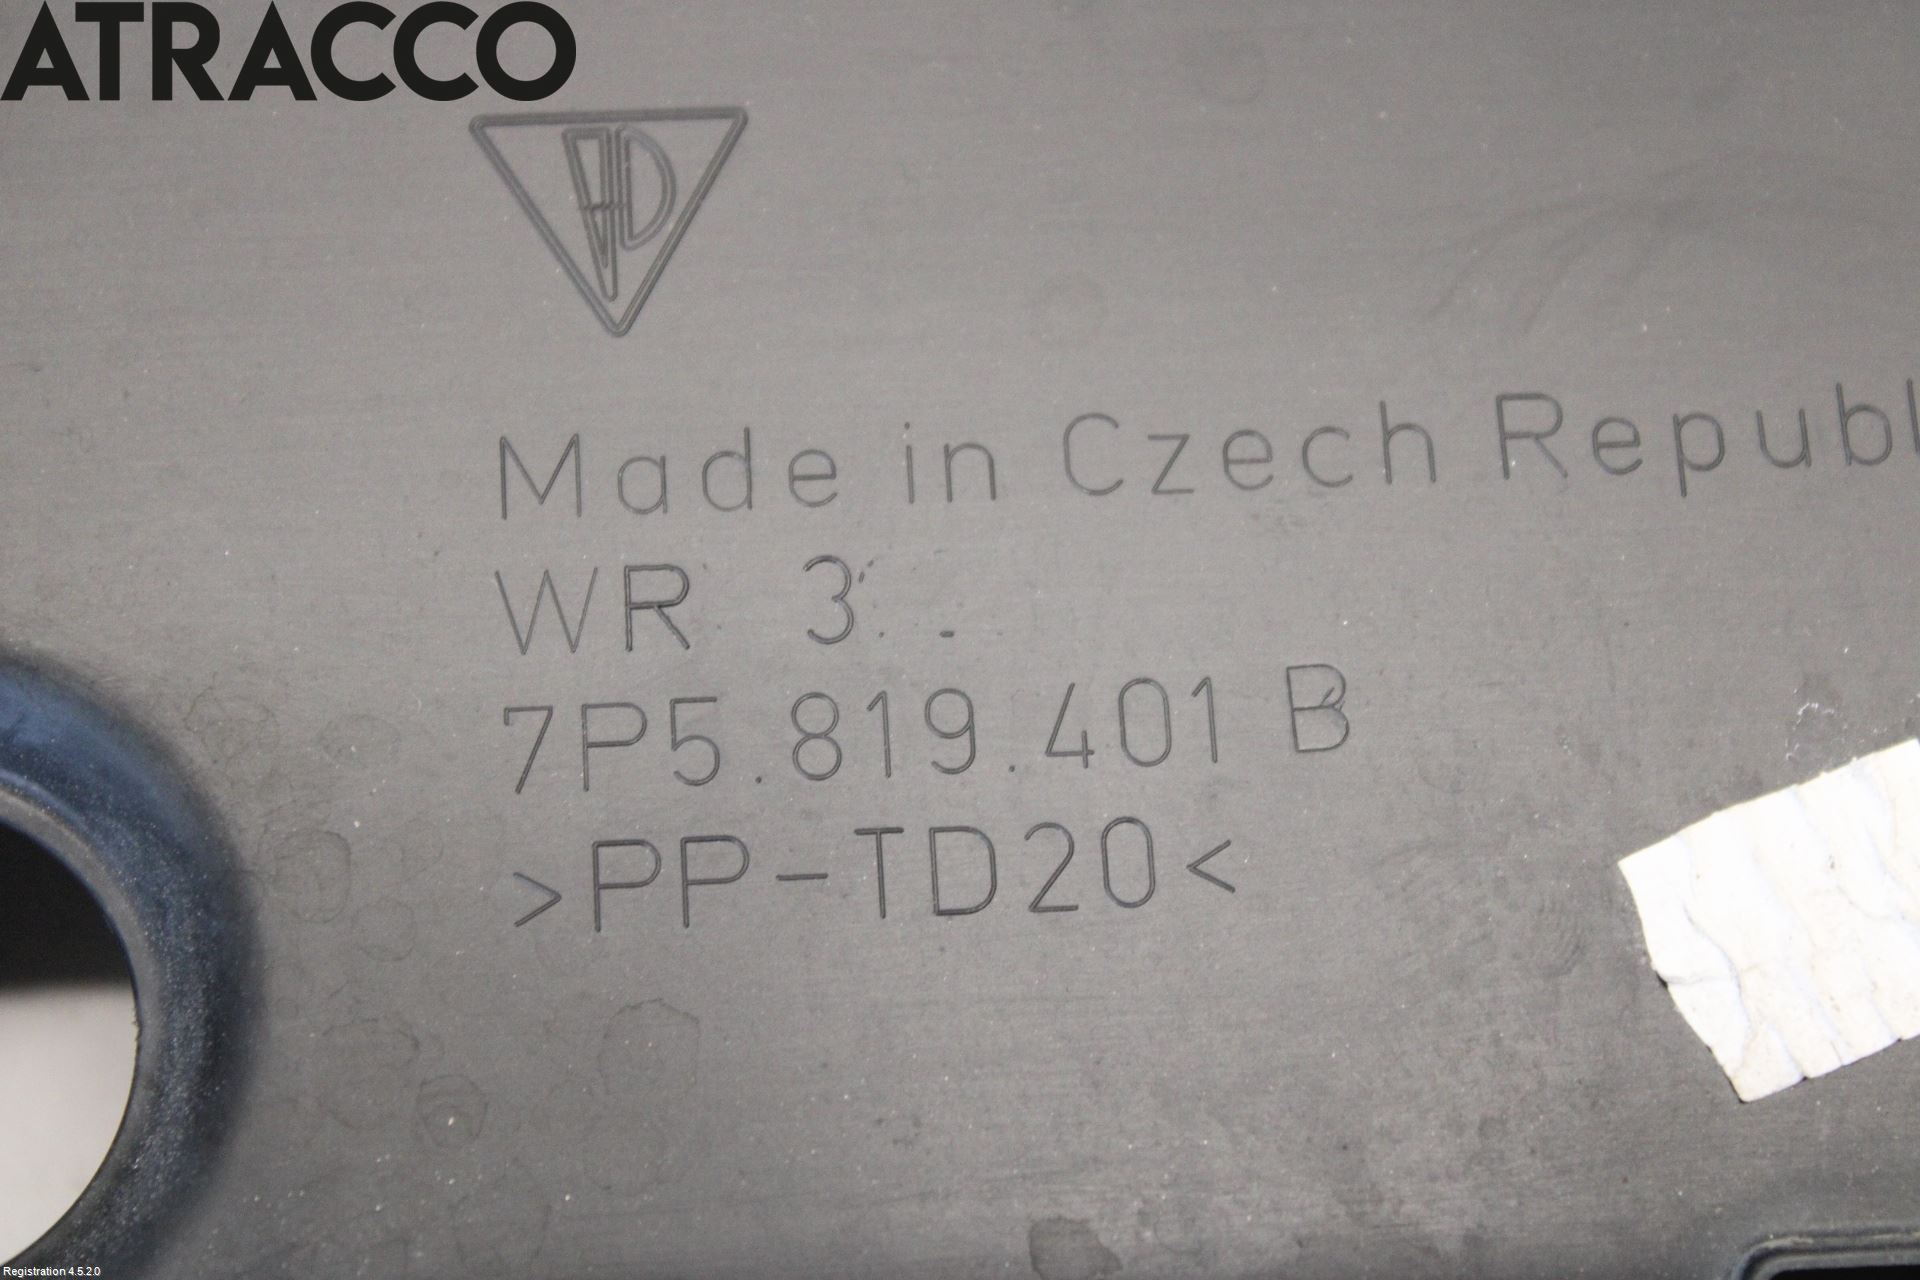 ATRACCO
Made in Czech Republ
WR 3
7P5.819.401 B
>PP-TD20<
Registration 4.5.2.0